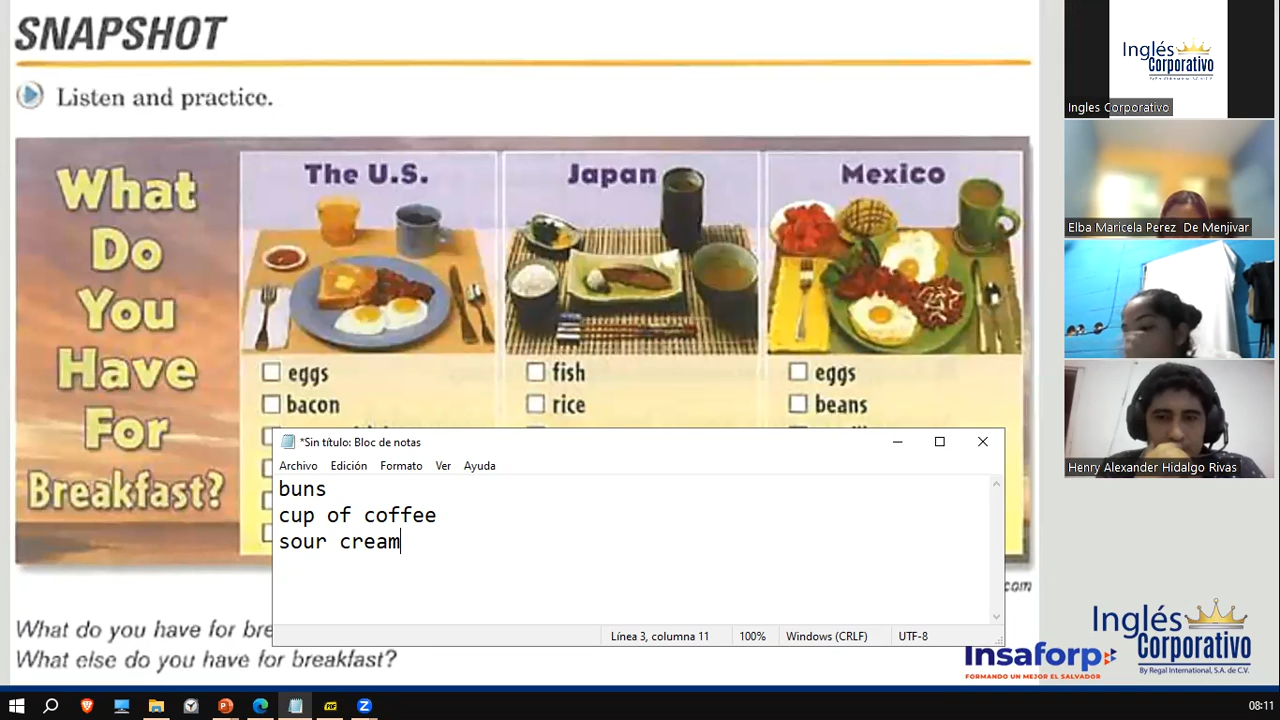 SNAPSHOT
Listen and practice.
What
Do
You
Have
For
Breakfast?
The U.S.
eggs
bacon
Japan
fish
rice
Mexico
eggs
beans
*Sin título: Bloc de notas
Archivo Edición Formato Ver Ayuda
buns
cup of coffee
sour cream
Línea 3, columna 11 100% Windows (CRLF) UTF-8
com
What do you have for bre
What else do you have for breakfast?
Insaforp
FORMANDO UN MEJOR EL SALVADOR
Inglés
Corporativo
By Regal International, S.A. de C.V.
Inglés
Corporativo
Ingles Corporativo
Elba Maricela Perez De Menjivar
Henry Alexander Hidalgo Rivas
08:11